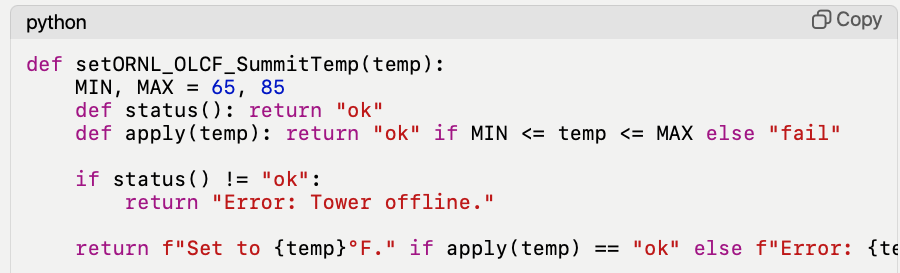 python
Copy
def setORNL_OLCF_SummitTemp(temp):
    MIN, MAX = 65, 85
    def status(): return "ok"
    def apply(temp): return "ok" if MIN <= temp <= MAX else "fail"
    if status() != "ok":
        return "Error: Tower offline."
    return f"Set to {temp}°F." if apply(temp) == "ok" else f"Error: {te